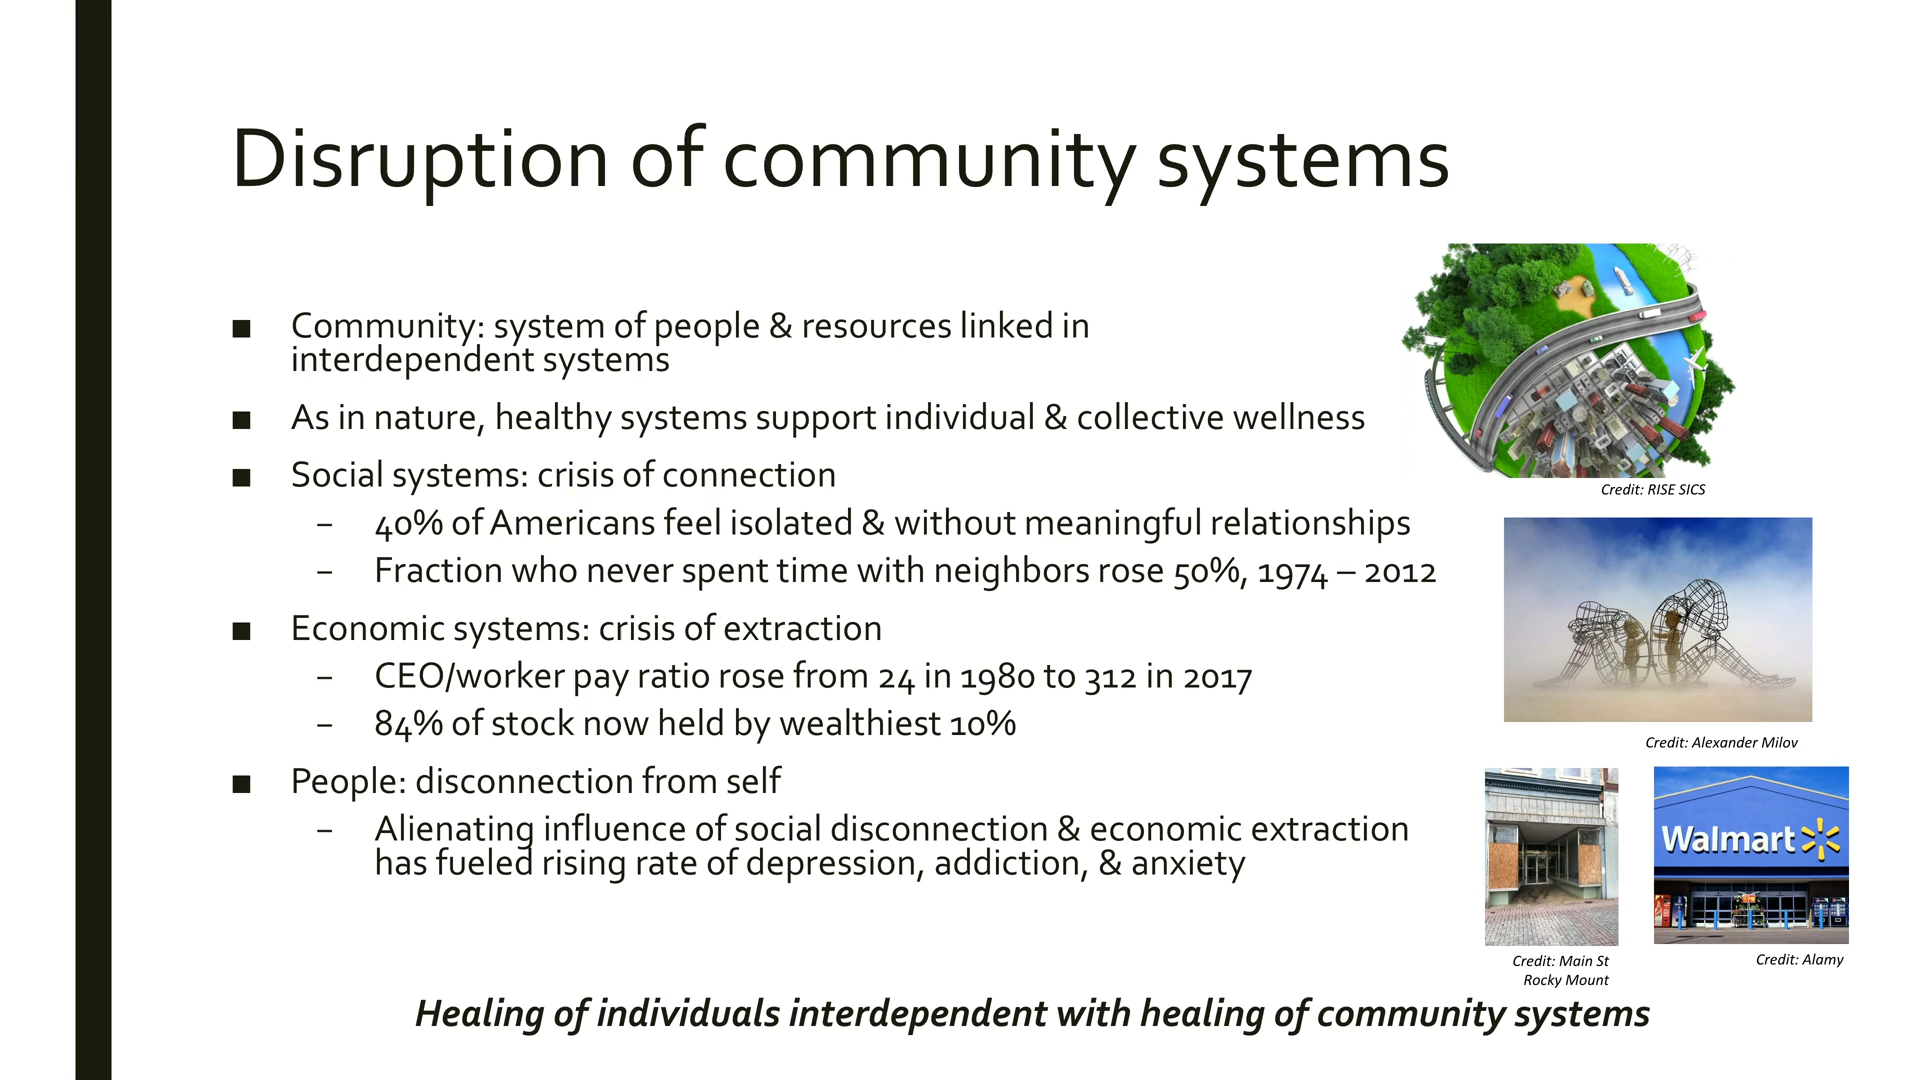 Disruption of community systems
■ Community: system of people & resources linked in
interdependent systems
■ As in nature, healthy systems support individual & collective wellness
■ Social systems: crisis of connection
– 40% of Americans feel isolated & without meaningful relationships
– Fraction who never spent time with neighbors rose 50%, 1974 – 2012
■ Economic systems: crisis of extraction
– CEO/worker pay ratio rose from 24 in 1980 to 312 in 2017
– 84% of stock now held by wealthiest 10%
■ People: disconnection from self
– Alienating influence of social disconnection & economic extraction
has fueled rising rate of depression, addiction, & anxiety
Credit: RISE SICS
Credit: Alexander Milov
Walmart
Credit: Main St
Rocky Mount
Credit: Alamy
Healing of individuals interdependent with healing of community systems